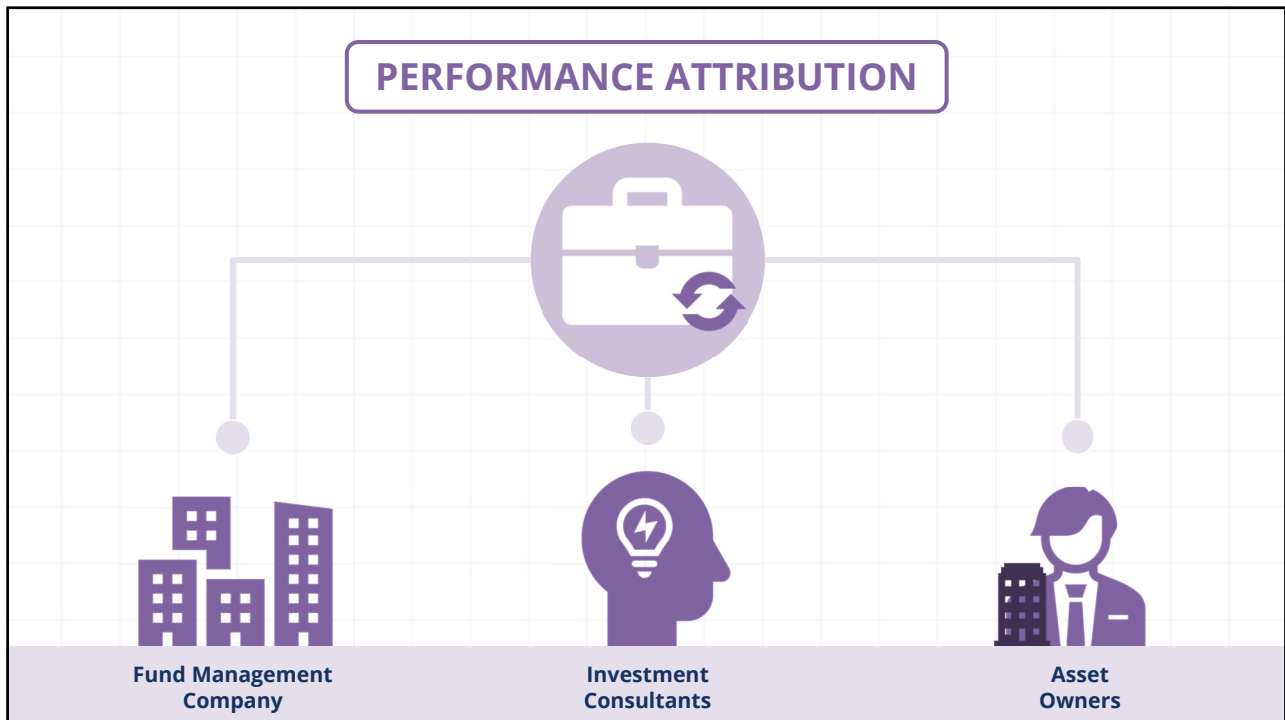 PERFORMANCE ATTRIBUTION
Fund Management
Company
Investment
Consultants
Asset
Owners